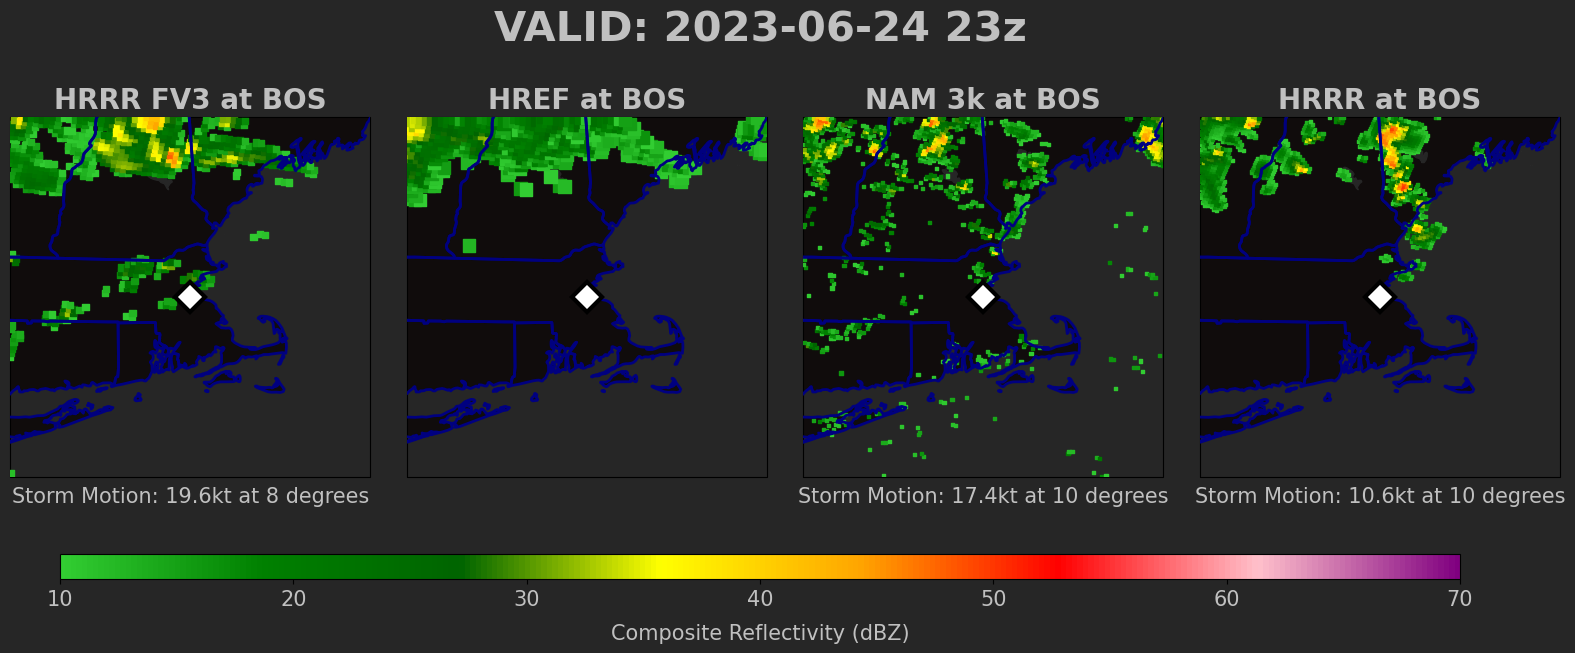 VALID: 2023-06-24 23z
HRRR FV3 at BOS
HREF at BOS
NAM 3k at BOS
HRRR at BOS
Storm Motion: 19.6kt at 8 degrees
Storm Motion: 17.4kt at 10 degrees
Storm Motion: 10.6kt at 10 degrees
10 20 30 40 50 60 70
Composite Reflectivity (dBZ)